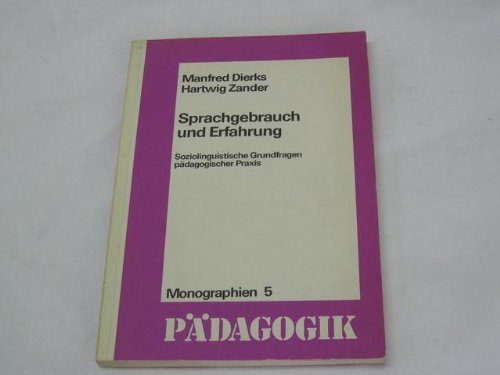 Manfred Dierks
Hartwig Zander
Sprachgebrauch
und Erfahrung
Soziolinguistische Grundfragen
pädagogischer Praxis
Monographien 5
PÄDAGOGIK